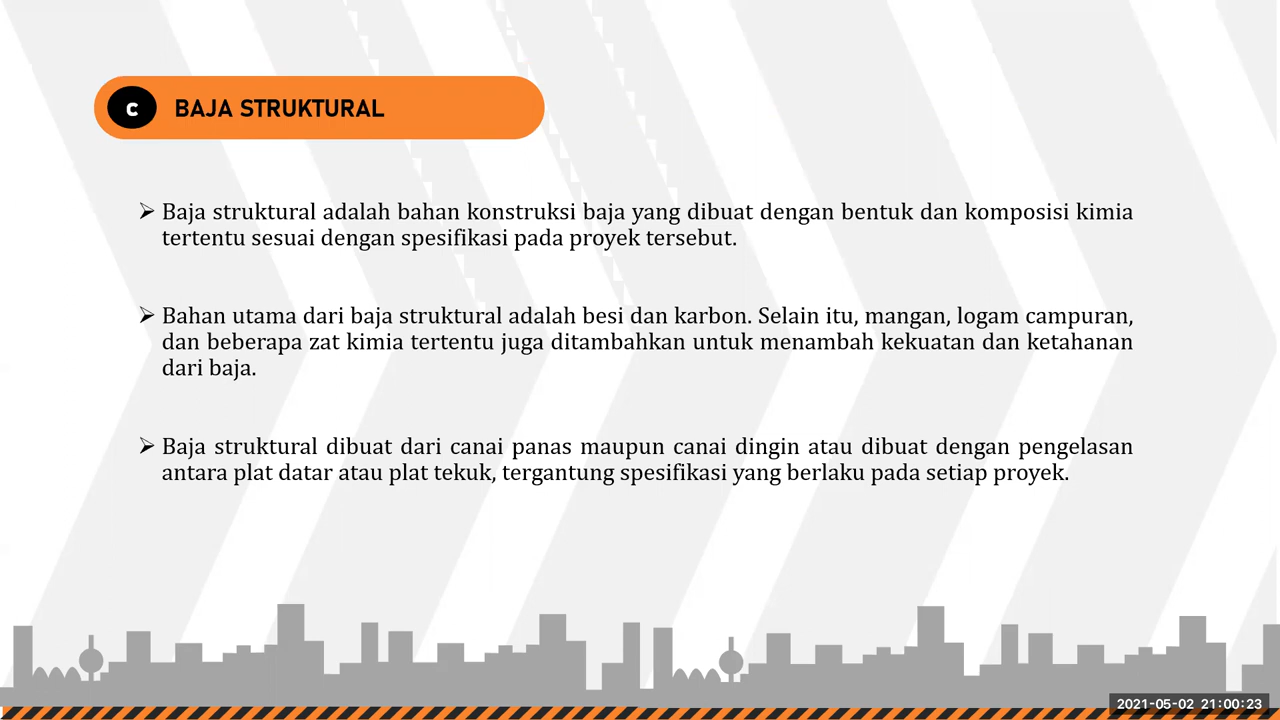 c BAJA STRUKTURAL
➢ Baja struktural adalah bahan konstruksi baja yang dibuat dengan bentuk dan komposisi kimia
tertentu sesuai dengan spesifikasi pada proyek tersebut.
➢ Bahan utama dari baja struktural adalah besi dan karbon. Selain itu, mangan, logam campuran,
dan beberapa zat kimia tertentu juga ditambahkan untuk menambah kekuatan dan ketahanan
dari baja.
➢ Baja struktural dibuat dari canai panas maupun canai dingin atau dibuat dengan pengelasan
antara plat datar atau plat tekuk, tergantung spesifikasi yang berlaku pada setiap proyek.
2021-05-02 21:00:23